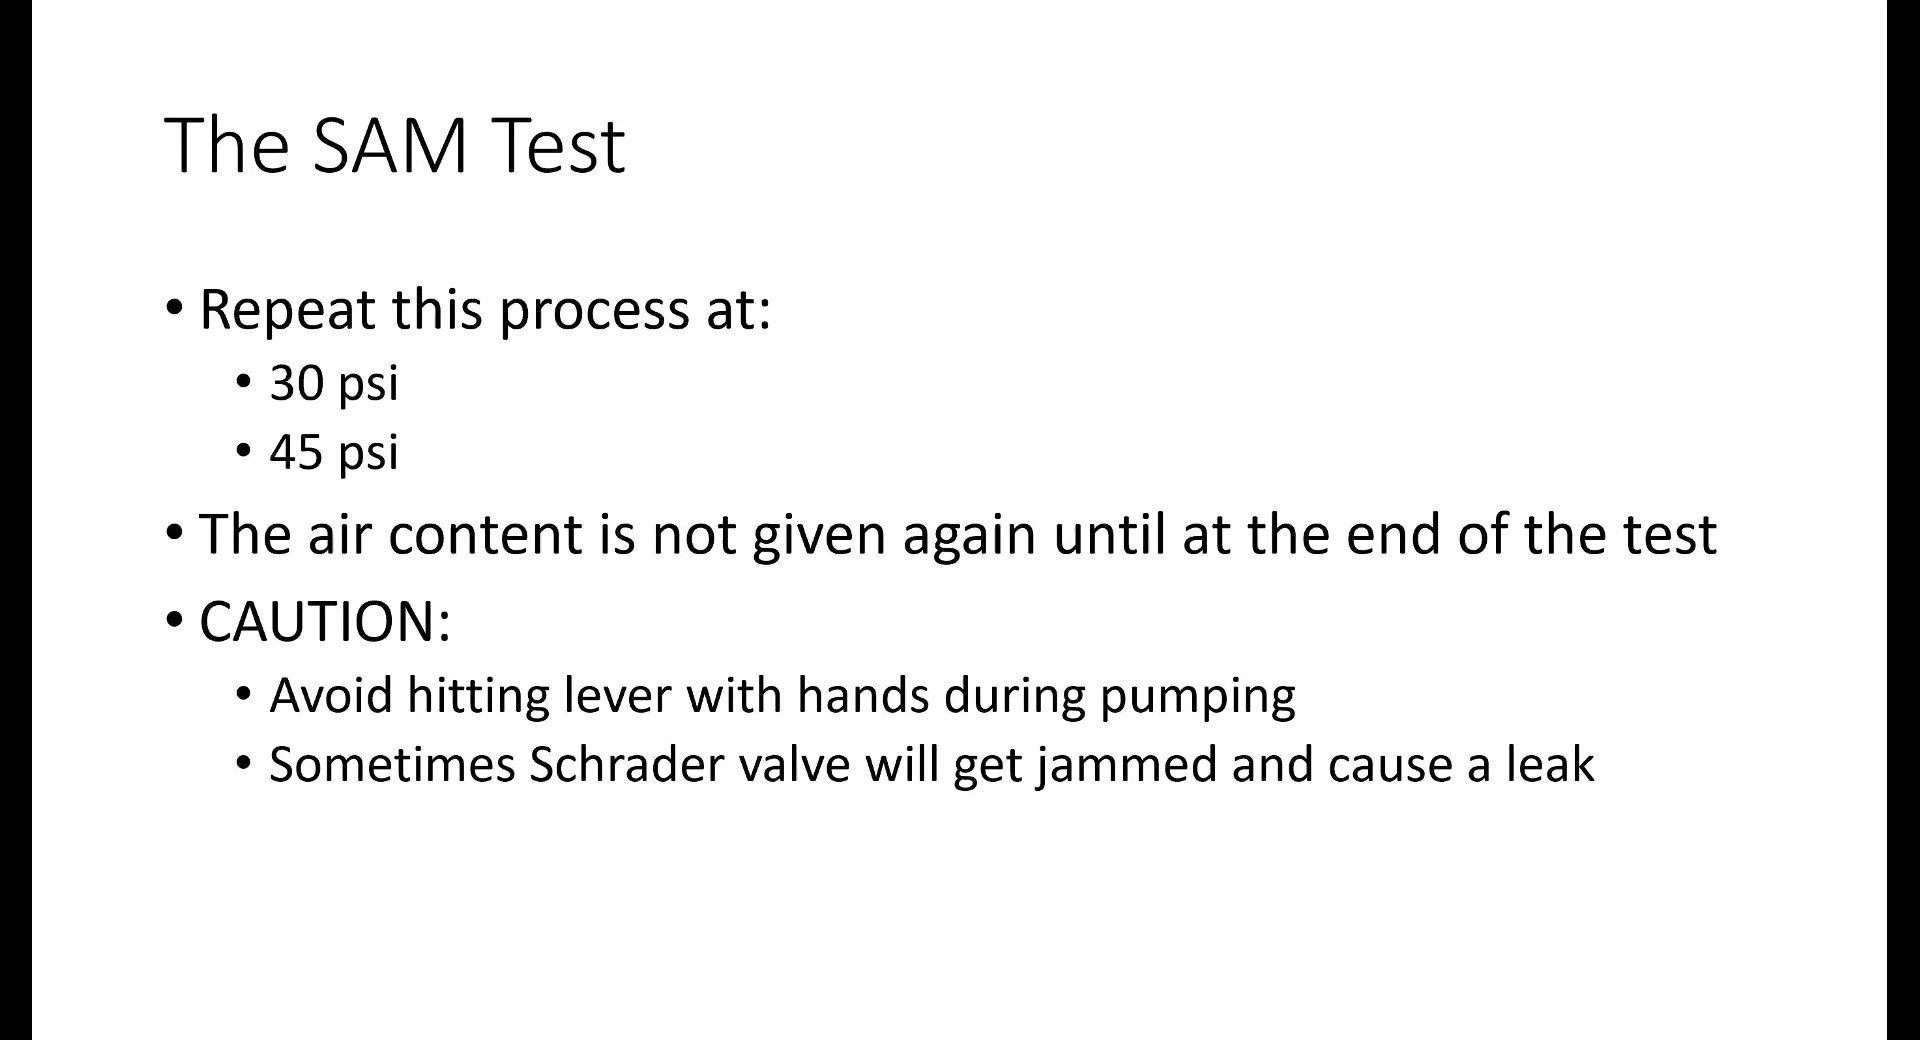 The SAM Test
• Repeat this process at:
• 30 psi
• 45 psi
• The air content is not given again until at the end of the test
• CAUTION:
• Avoid hitting lever with hands during pumping
• Sometimes Schrader valve will get jammed and cause a leak